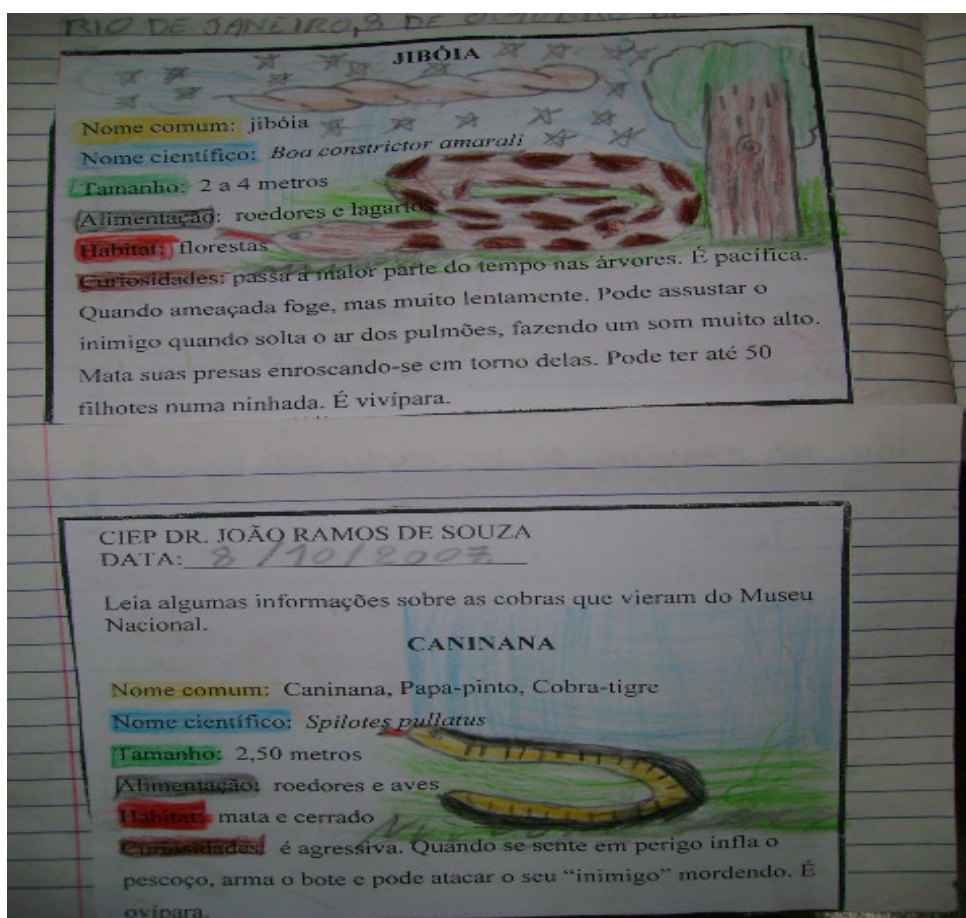 RIO DE JANEIRO, 8 DE OUTUBRO DE
JIBÓIA
Nome comum: jibóia
Nome científico: Boa constrictor amarali
Tamanho: 2 a 4 metros
Alimentação: roedores e lagartos
Habitat: florestas
Curiosidades: passa a maior parte do tempo nas árvores. É pacífica.
Quando ameaçada foge, mas muito lentamente. Pode assustar o
inimigo quando solta o ar dos pulmões, fazendo um som muito alto.
Mata suas presas enroscando-se em torno delas. Pode ter até 50
filhotes numa ninhada. É vivípara.
CIEP DR. JOÃO RAMOS DE SOUZA
DATA: 8/10/2007
Leia algumas informações sobre as cobras que vieram do Museu
Nacional.
CANINANA
Nome comum: Caninana, Papa-pinto, Cobra-tigre
Nome científico: Spilotes pullatus
Tamanho: 2,50 metros
Alimentação: roedores e aves
Habitat: mata e cerrado
Curiosidades: é agressiva. Quando se sente em perigo infla o
pescoço, arma o bote e pode atacar o seu “inimigo” mordendo. É
ovípara.